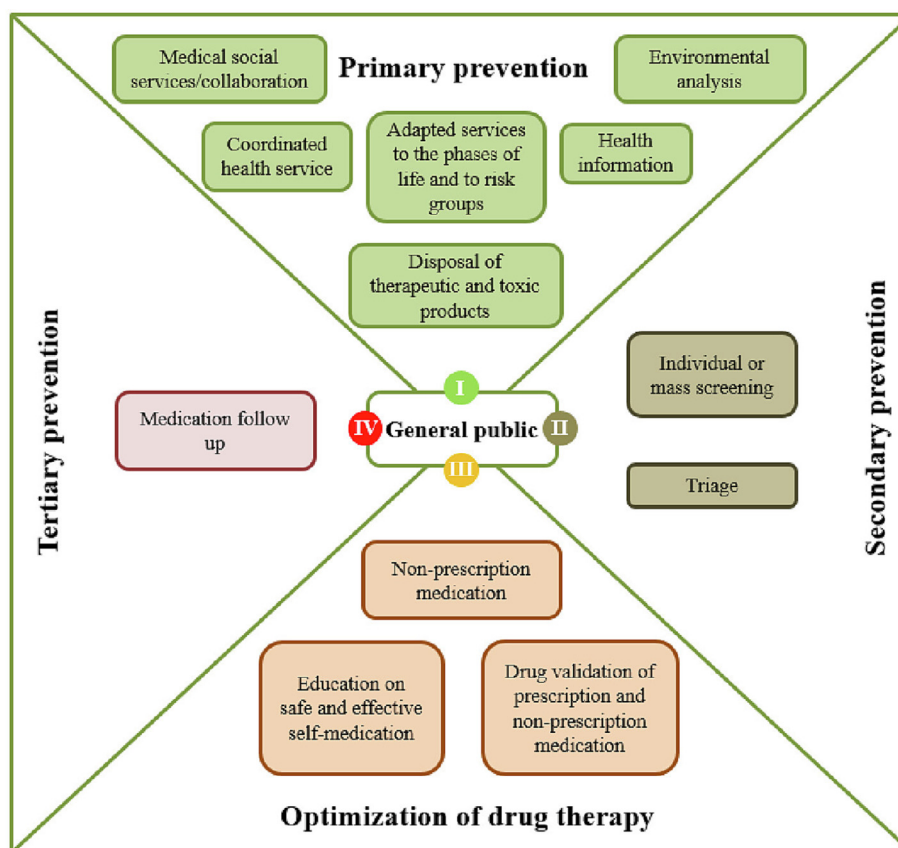 Medical social
services/collaboration
Primary prevention
Environmental
analysis
Coordinated
health service
Adapted services
to the phases of
life and to risk
groups
Health
information
Disposal of
therapeutic and toxic
products
Tertiary prevention
Medication follow
up
I
IV
General public
II
III
Individual or
mass screening
Triage
Secondary prevention
Non-prescription
medication
Education on
safe and effective
self-medication
Drug validation of
prescription and
non-prescription
medication
Optimization of drug therapy